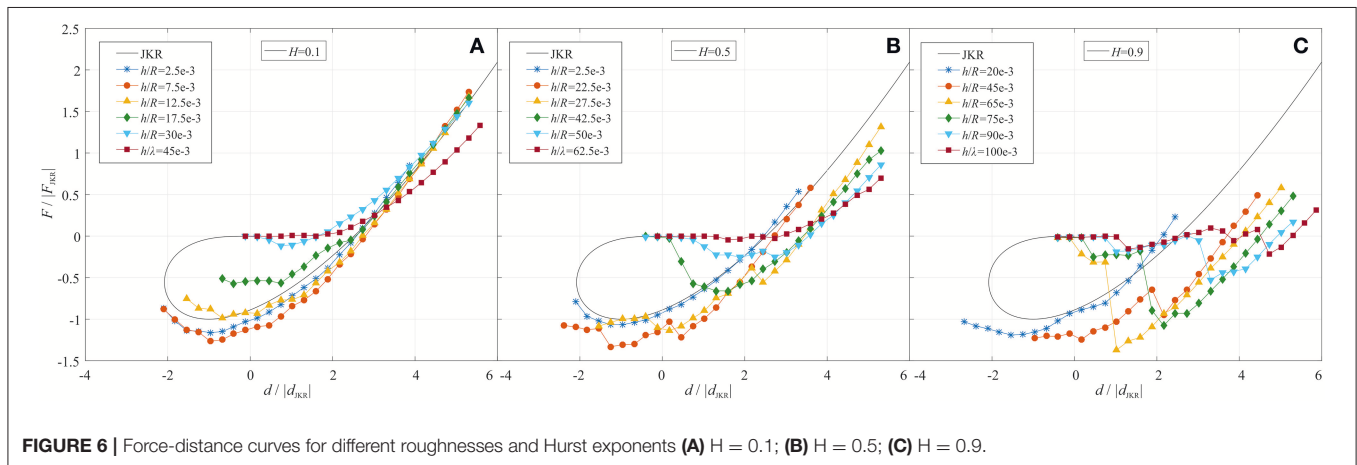 A
H=0.1
JKR
h/R=2.5e-3
h/R=7.5e-3
h/R=12.5e-3
h/R=17.5e-3
h/R=30e-3
h/λ=45e-3
2.5
2
1.5
1
0.5
0
-0.5
-1
-1.5
F / |F_JKR|
-4
-2
0
2
4
6
d / |d_JKR|
B
H=0.5
JKR
h/R=2.5e-3
h/R=22.5e-3
h/R=27.5e-3
h/R=42.5e-3
h/R=50e-3
h/λ=62.5e-3
-4
-2
0
2
4
6
d / |d_JKR|
C
H=0.9
JKR
h/R=20e-3
h/R=45e-3
h/R=65e-3
h/R=75e-3
h/R=90e-3
h/λ=100e-3
-4
-2
0
2
4
6
d / |d_JKR|
FIGURE 6 | Force-distance curves for different roughnesses and Hurst exponents (A) H = 0.1; (B) H = 0.5; (C) H = 0.9.